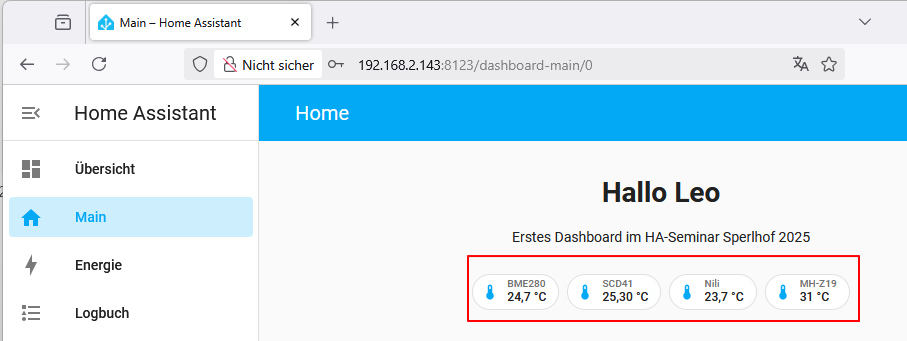 Main – Home Assistant
Nicht sicher 192.168.2.143:8123/dashboard-main/0
Home Assistant
Home
Übersicht
Main
Energie
Logbuch
Hallo Leo
Erstes Dashboard im HA-Seminar Sperlhof 2025
BME280
24,7 °C
SCD41
25,30 °C
Nili
23,7 °C
MH-Z19
31 °C